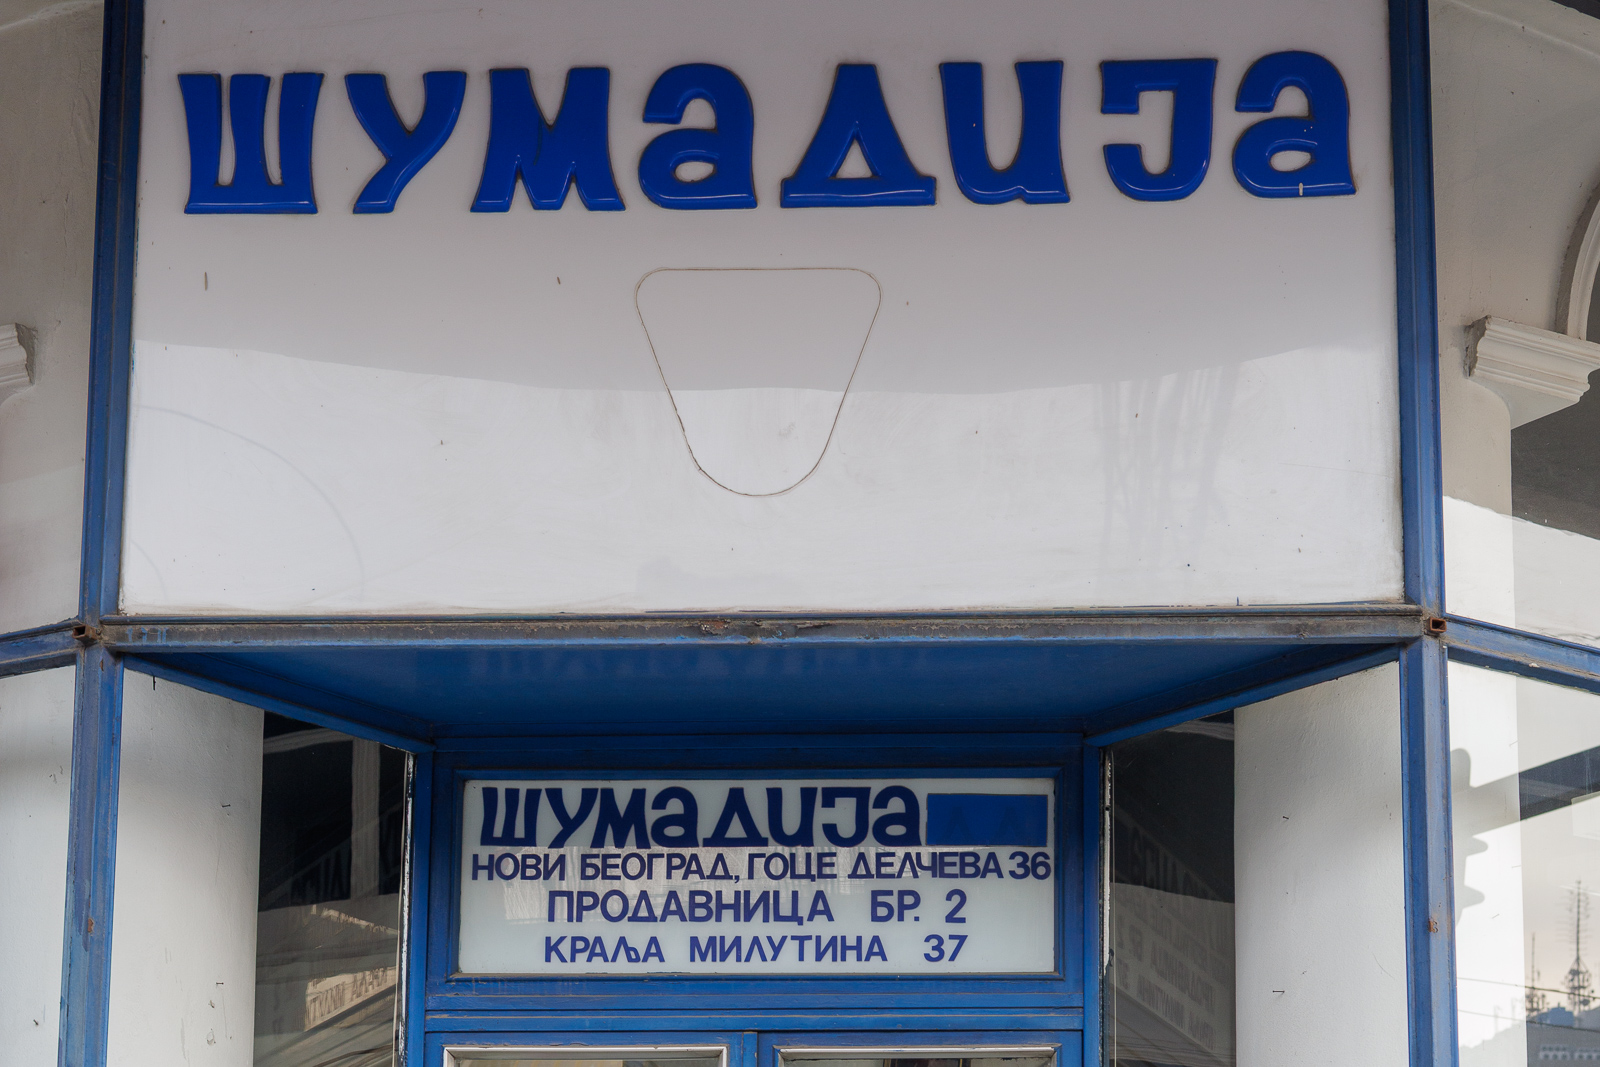 шумадија
шумадија
НОВИ БЕОГРАД, ГОЦЕ ДЕЛЧЕВА 36
ПРОДАВНИЦА БР. 2
КРАЉА МИЛУТИНА 37